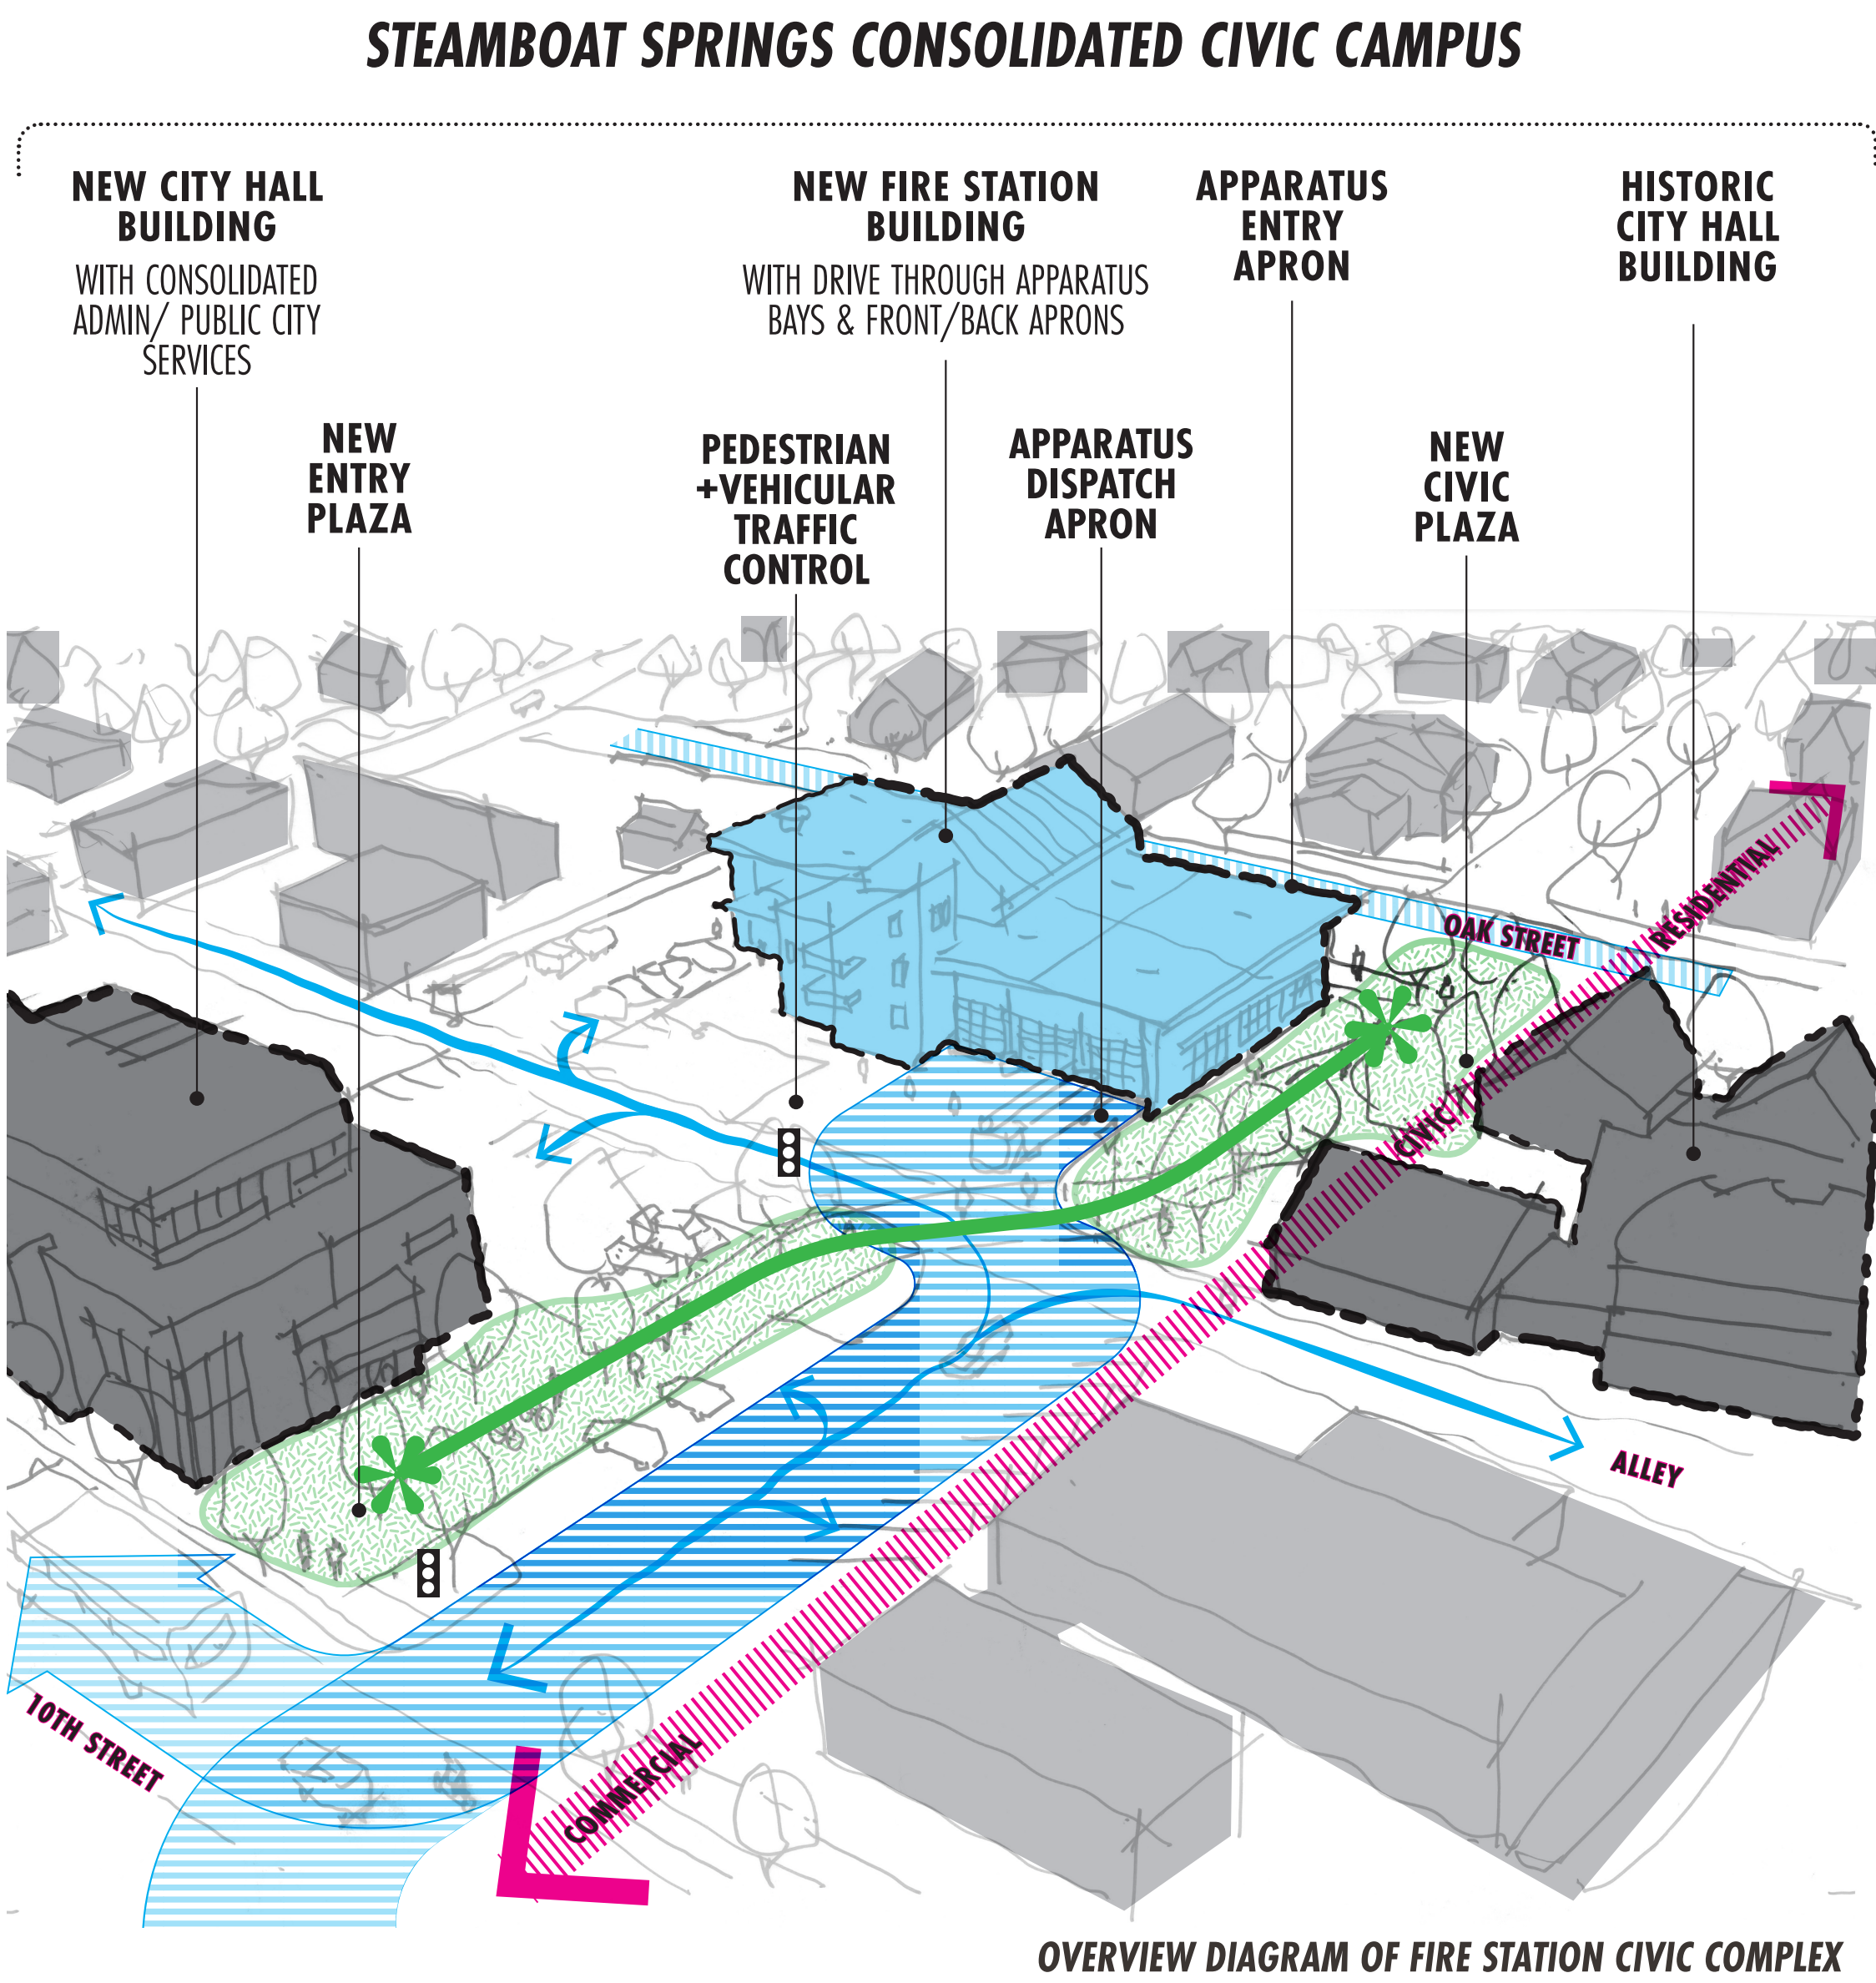 STEAMBOAT SPRINGS CONSOLIDATED CIVIC CAMPUS
NEW CITY HALL
BUILDING
WITH CONSOLIDATED
ADMIN/ PUBLIC CITY
SERVICES
NEW FIRE STATION
BUILDING
WITH DRIVE THROUGH APPARATUS
BAYS & FRONT/BACK APRONS
APPARATUS
ENTRY
APRON
HISTORIC
CITY HALL
BUILDING
NEW
ENTRY
PLAZA
PEDESTRIAN
+VEHICULAR
TRAFFIC
CONTROL
APPARATUS
DISPATCH
APRON
NEW
CIVIC
PLAZA
RESIDENTIAL
OAK STREET
CIVIC
ALLEY
10TH STREET
COMMERCIAL
OVERVIEW DIAGRAM OF FIRE STATION CIVIC COMPLEX